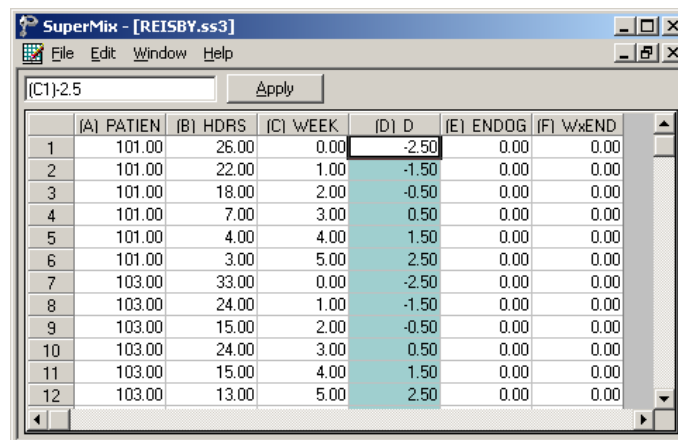 SuperMix - [REISBY.ss3]
File Edit Window Help
(C1)-2.5 Apply
(A) PATIEN (B) HDRS (C) WEEK (D) D (E) ENDOG (F) WxEND
1 101.00 26.00 0.00 -2.50 0.00 0.00
2 101.00 22.00 1.00 -1.50 0.00 0.00
3 101.00 18.00 2.00 -0.50 0.00 0.00
4 101.00 7.00 3.00 0.50 0.00 0.00
5 101.00 4.00 4.00 1.50 0.00 0.00
6 101.00 3.00 5.00 2.50 0.00 0.00
7 103.00 33.00 0.00 -2.50 0.00 0.00
8 103.00 24.00 1.00 -1.50 0.00 0.00
9 103.00 15.00 2.00 -0.50 0.00 0.00
10 103.00 24.00 3.00 0.50 0.00 0.00
11 103.00 15.00 4.00 1.50 0.00 0.00
12 103.00 13.00 5.00 2.50 0.00 0.00